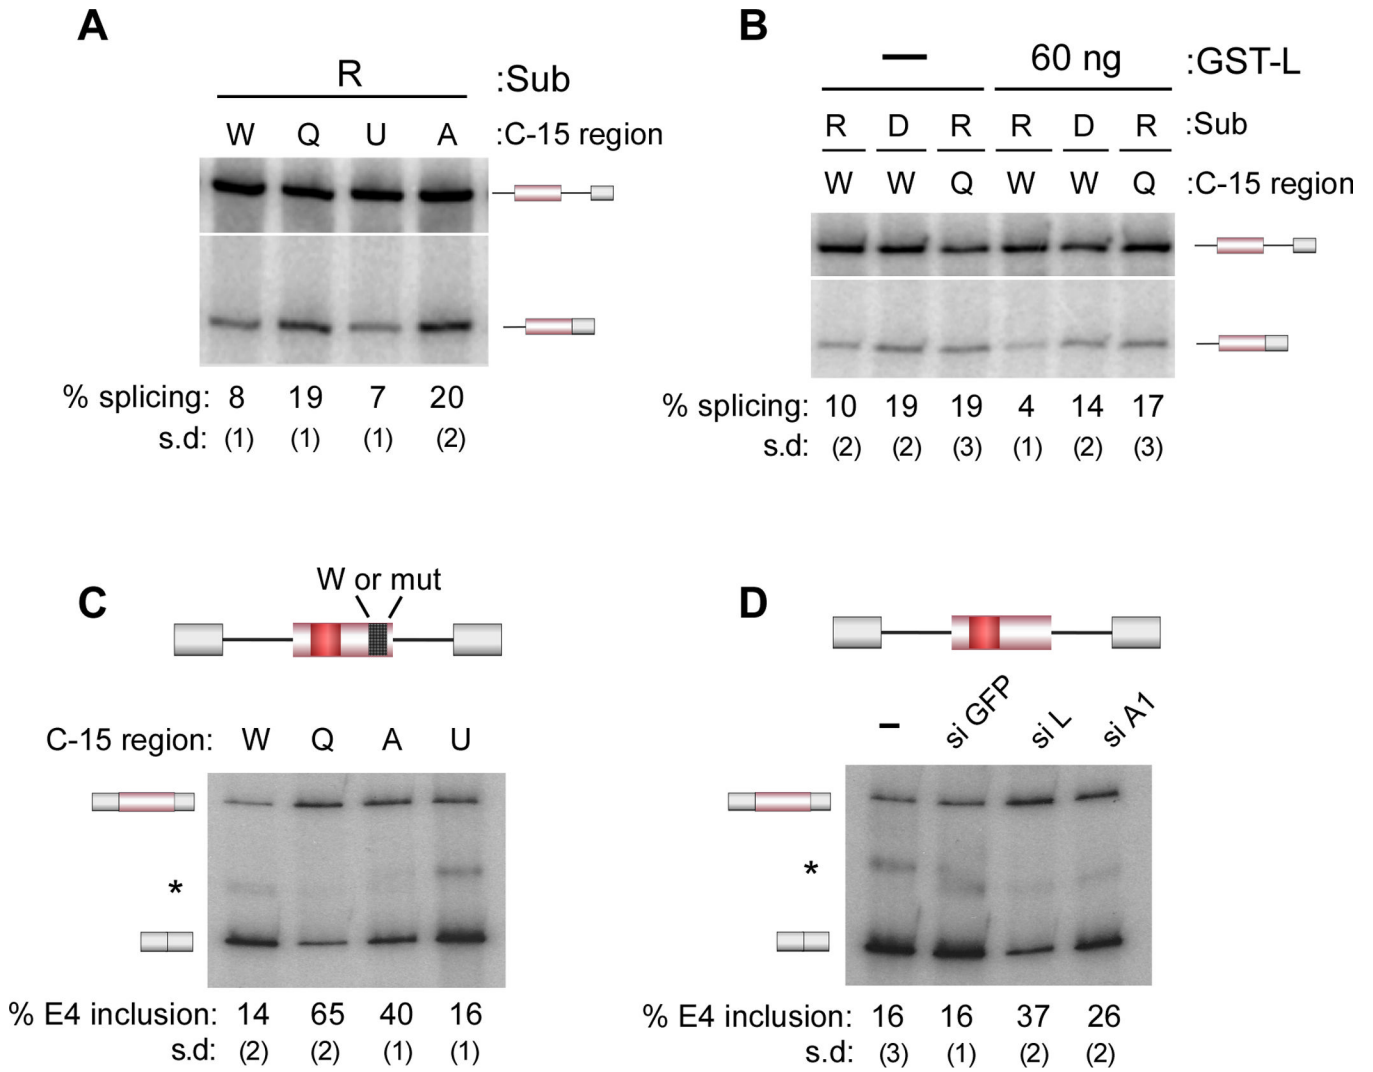 A
R :Sub
W Q U A :C-15 region
% splicing: 8 19 7 20
s.d: (1) (1) (1) (2)
B
— 60 ng :GST-L
R D R R D R :Sub
W W Q W W Q :C-15 region
% splicing: 10 19 19 4 14 17
s.d: (2) (2) (3) (1) (2) (3)
C
W or mut
C-15 region: W Q A U
*
% E4 inclusion: 14 65 40 16
s.d: (2) (2) (1) (1)
D
– si GFP si L si A1
*
% E4 inclusion: 16 16 37 26
s.d: (3) (1) (2) (2)